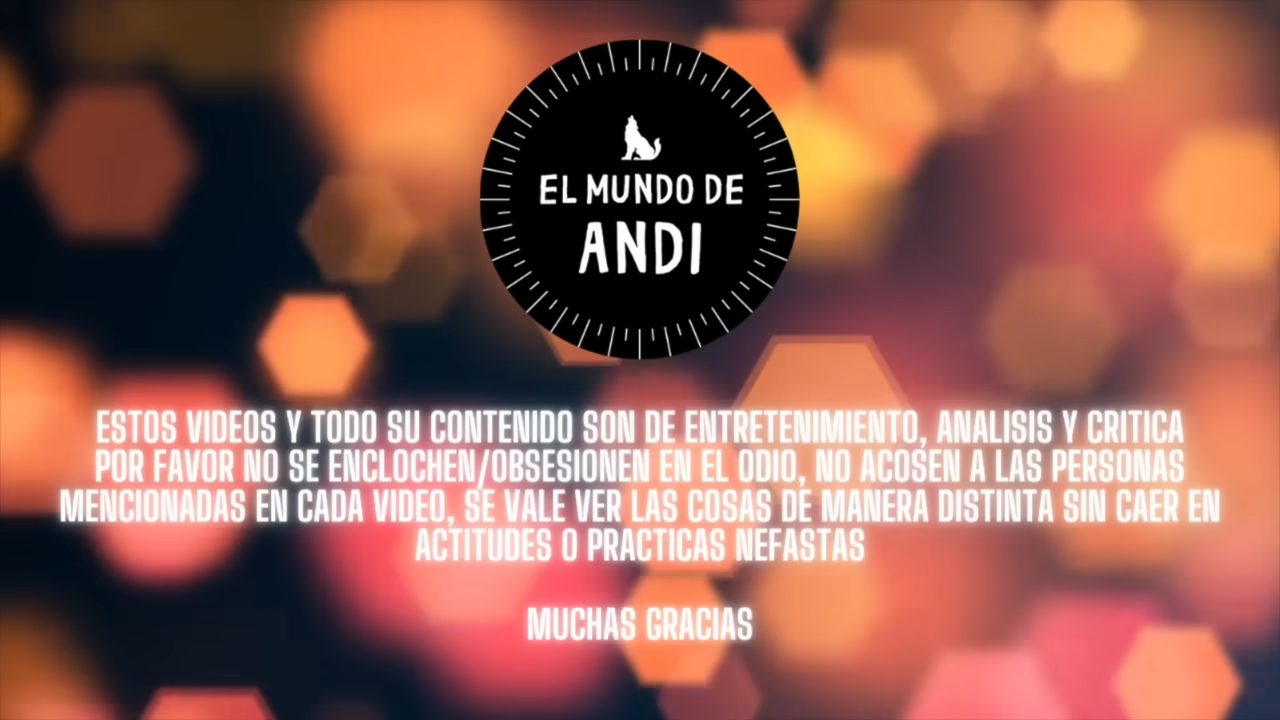 EL MUNDO DE
ANDI
ESTOS VIDEOS Y TODO SU CONTENIDO SON DE ENTRETENIMIENTO, ANALISIS Y CRITICA
POR FAVOR NO SE ENCLOCHEN/OBSESIONEN EN EL ODIO, NO ACOSEN A LAS PERSONAS
MENCIONADAS EN CADA VIDEO, SE VALE VER LAS COSAS DE MANERA DISTINTA SIN CAER EN
ACTITUDES O PRACTICAS NEFASTAS
MUCHAS GRACIAS